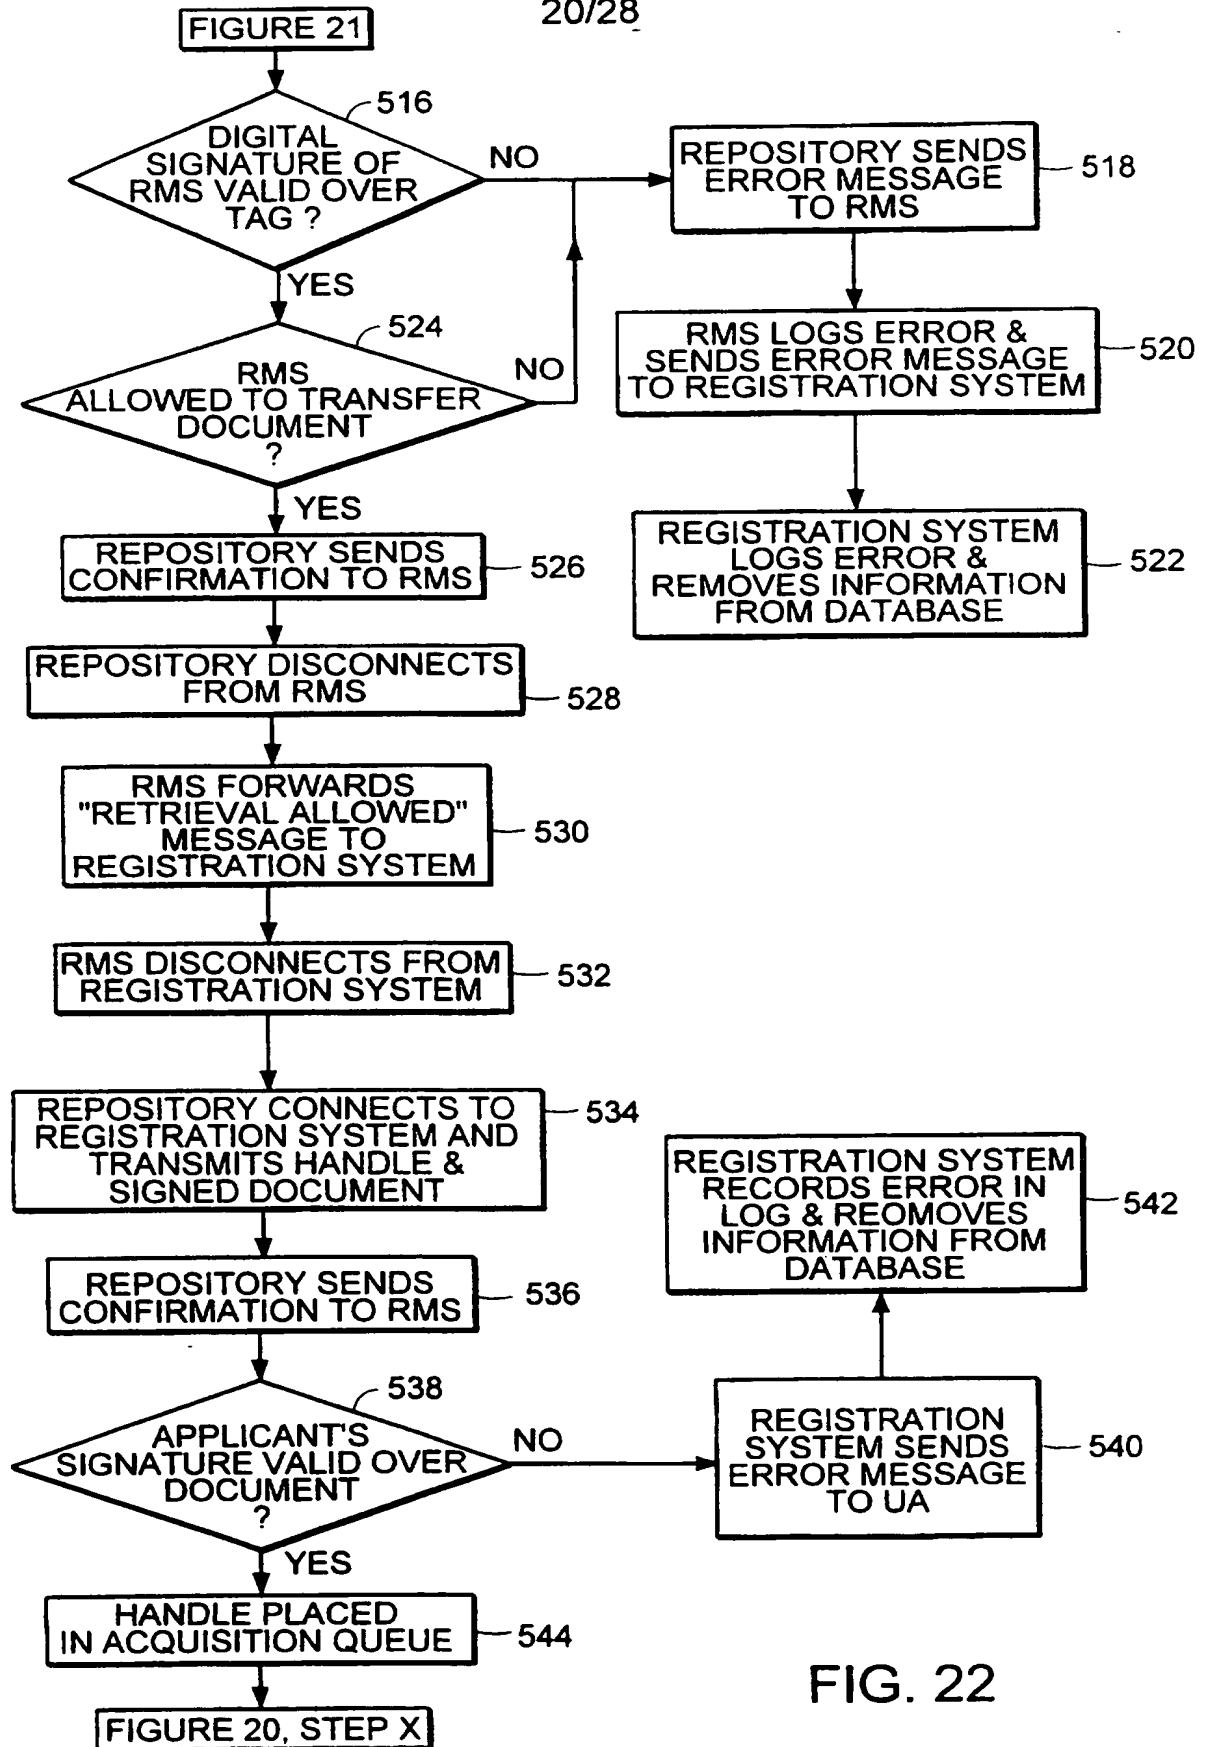 20/28
FIGURE 21
516
DIGITAL
SIGNATURE OF
RMS VALID OVER
TAG ?
NO
YES
REPOSITORY SENDS
ERROR MESSAGE
TO RMS
518
524
RMS
ALLOWED TO TRANSFER
DOCUMENT
?
NO
YES
RMS LOGS ERROR &
SENDS ERROR MESSAGE
TO REGISTRATION SYSTEM
520
REPOSITORY SENDS
CONFIRMATION TO RMS
526
REGISTRATION SYSTEM
LOGS ERROR &
REMOVES INFORMATION
FROM DATABASE
522
REPOSITORY DISCONNECTS
FROM RMS
528
RMS FORWARDS
"RETRIEVAL ALLOWED"
MESSAGE TO
REGISTRATION SYSTEM
530
RMS DISCONNECTS FROM
REGISTRATION SYSTEM
532
REPOSITORY CONNECTS TO
REGISTRATION SYSTEM AND
TRANSMITS HANDLE &
SIGNED DOCUMENT
534
REPOSITORY SENDS
CONFIRMATION TO RMS
536
538
APPLICANT'S
SIGNATURE VALID OVER
DOCUMENT
?
NO
YES
REGISTRATION
SYSTEM SENDS
ERROR MESSAGE
TO UA
540
REGISTRATION SYSTEM
RECORDS ERROR IN
LOG & REOMOVES
INFORMATION FROM
DATABASE
542
HANDLE PLACED
IN ACQUISITION QUEUE
544
FIGURE 20, STEP X
FIG. 22